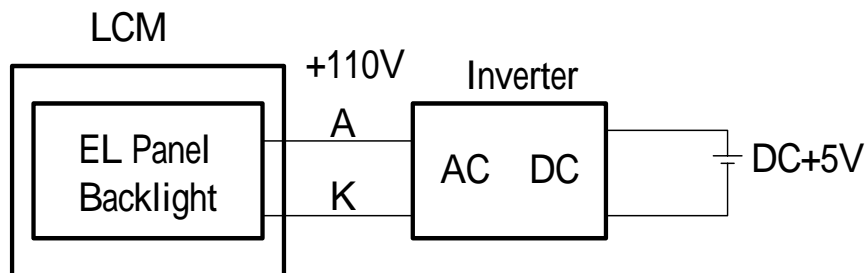 LCM
+110V
Inverter
A
EL Panel
Backlight
AC DC
DC+5V
K